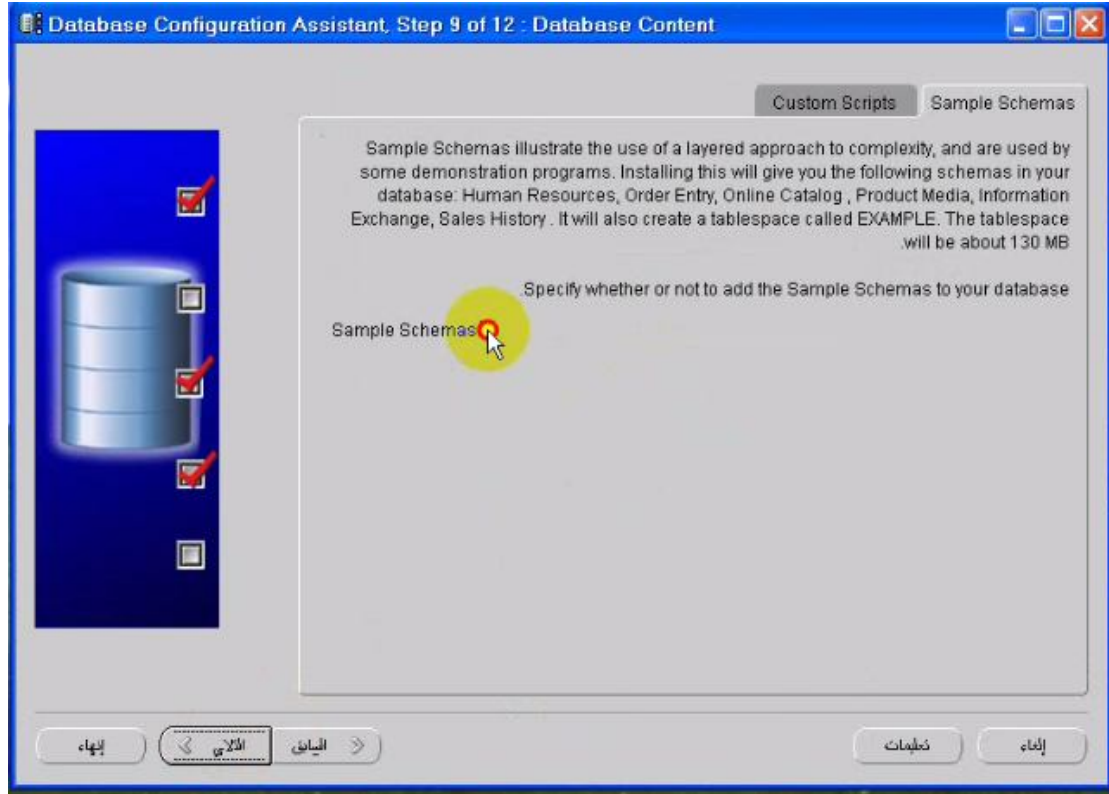 Database Configuration Assistant, Step 9 of 12 : Database Content
Custom Scripts
Sample Schemas
Sample Schemas illustrate the use of a layered approach to complexity, and are used by
some demonstration programs. Installing this will give you the following schemas in your
database: Human Resources, Order Entry, Online Catalog , Product Media, Information
Exchange, Sales History . It will also create a tablespace called EXAMPLE. The tablespace
.will be about 130 MB
.Specify whether or not to add the Sample Schemas to your database
Sample Schemas
إلغاء
تعليمات
السابق
التالي
إنهاء